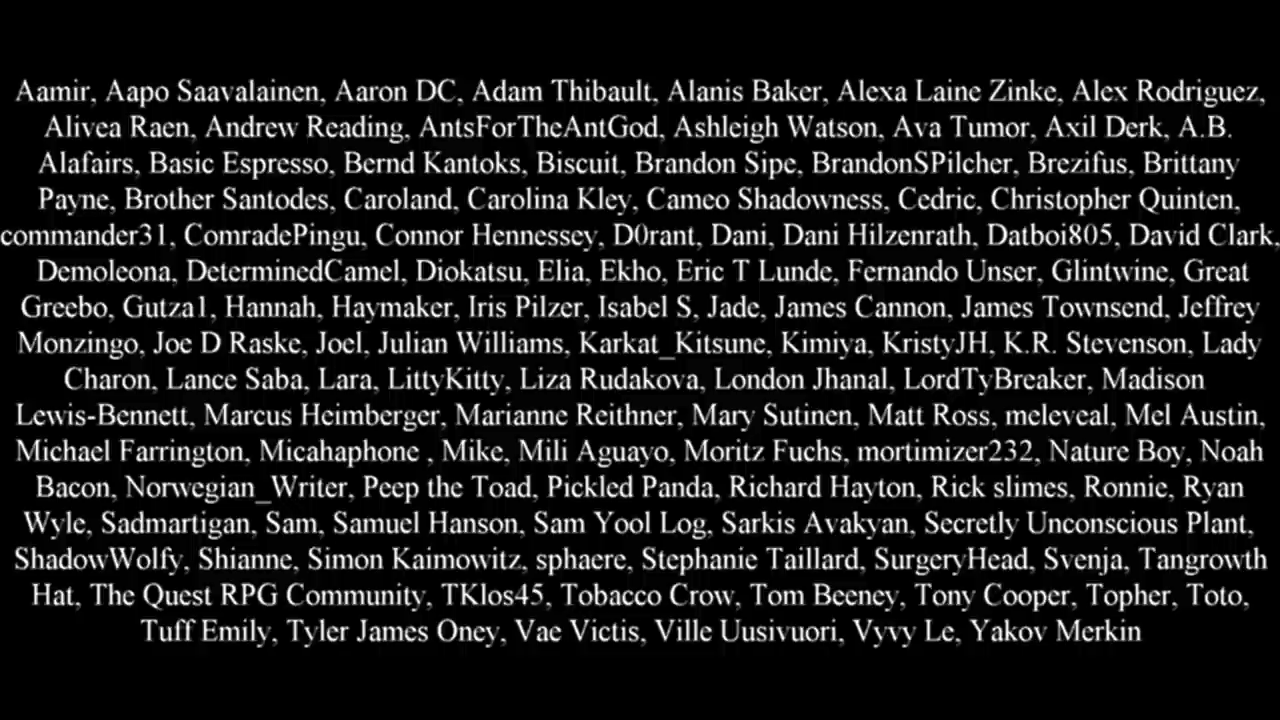 Aamir, Aapo Saavalainen, Aaron DC, Adam Thibault, Alanis Baker, Alexa Laine Zinke, Alex Rodriguez,
Alivea Raen, Andrew Reading, AntsForTheAntGod, Ashleigh Watson, Ava Tumor, Axil Derk, A.B.
Alafairs, Basic Espresso, Bernd Kantoks, Biscuit, Brandon Sipe, BrandonSPilcher, Brezifus, Brittany
Payne, Brother Santodes, Caroland, Carolina Kley, Cameo Shadowness, Cedric, Christopher Quinten,
commander31, ComradePingu, Connor Hennessey, D0rant, Dani, Dani Hilzenrath, Datboi805, David Clark,
Demoleona, DeterminedCamel, Diokatsu, Elia, Ekho, Eric T Lunde, Fernando Unser, Glintwine, Great
Greebo, Gutza1, Hannah, Haymaker, Iris Pilzer, Isabel S, Jade, James Cannon, James Townsend, Jeffrey
Monzingo, Joe D Raske, Joel, Julian Williams, Karkat_Kitsune, Kimiya, KristyJH, K.R. Stevenson, Lady
Charon, Lance Saba, Lara, LittyKitty, Liza Rudakova, London Jhanal, LordTyBreaker, Madison
Lewis-Bennett, Marcus Heimberger, Marianne Reithner, Mary Sutinen, Matt Ross, meleveal, Mel Austin,
Michael Farrington, Micahaphone , Mike, Mili Aguayo, Moritz Fuchs, mortimizer232, Nature Boy, Noah
Bacon, Norwegian_Writer, Peep the Toad, Pickled Panda, Richard Hayton, Rick slimes, Ronnie, Ryan
Wyle, Sadmartigan, Sam, Samuel Hanson, Sam Yool Log, Sarkis Avakyan, Secretly Unconscious Plant,
ShadowWolfy, Shianne, Simon Kaimowitz, sphaere, Stephanie Taillard, SurgeryHead, Svenja, Tangrowth
Hat, The Quest RPG Community, TKlos45, Tobacco Crow, Tom Beeney, Tony Cooper, Topher, Toto,
Tuff Emily, Tyler James Oney, Vae Victis, Ville Uusivuori, Vyvy Le, Yakov Merkin